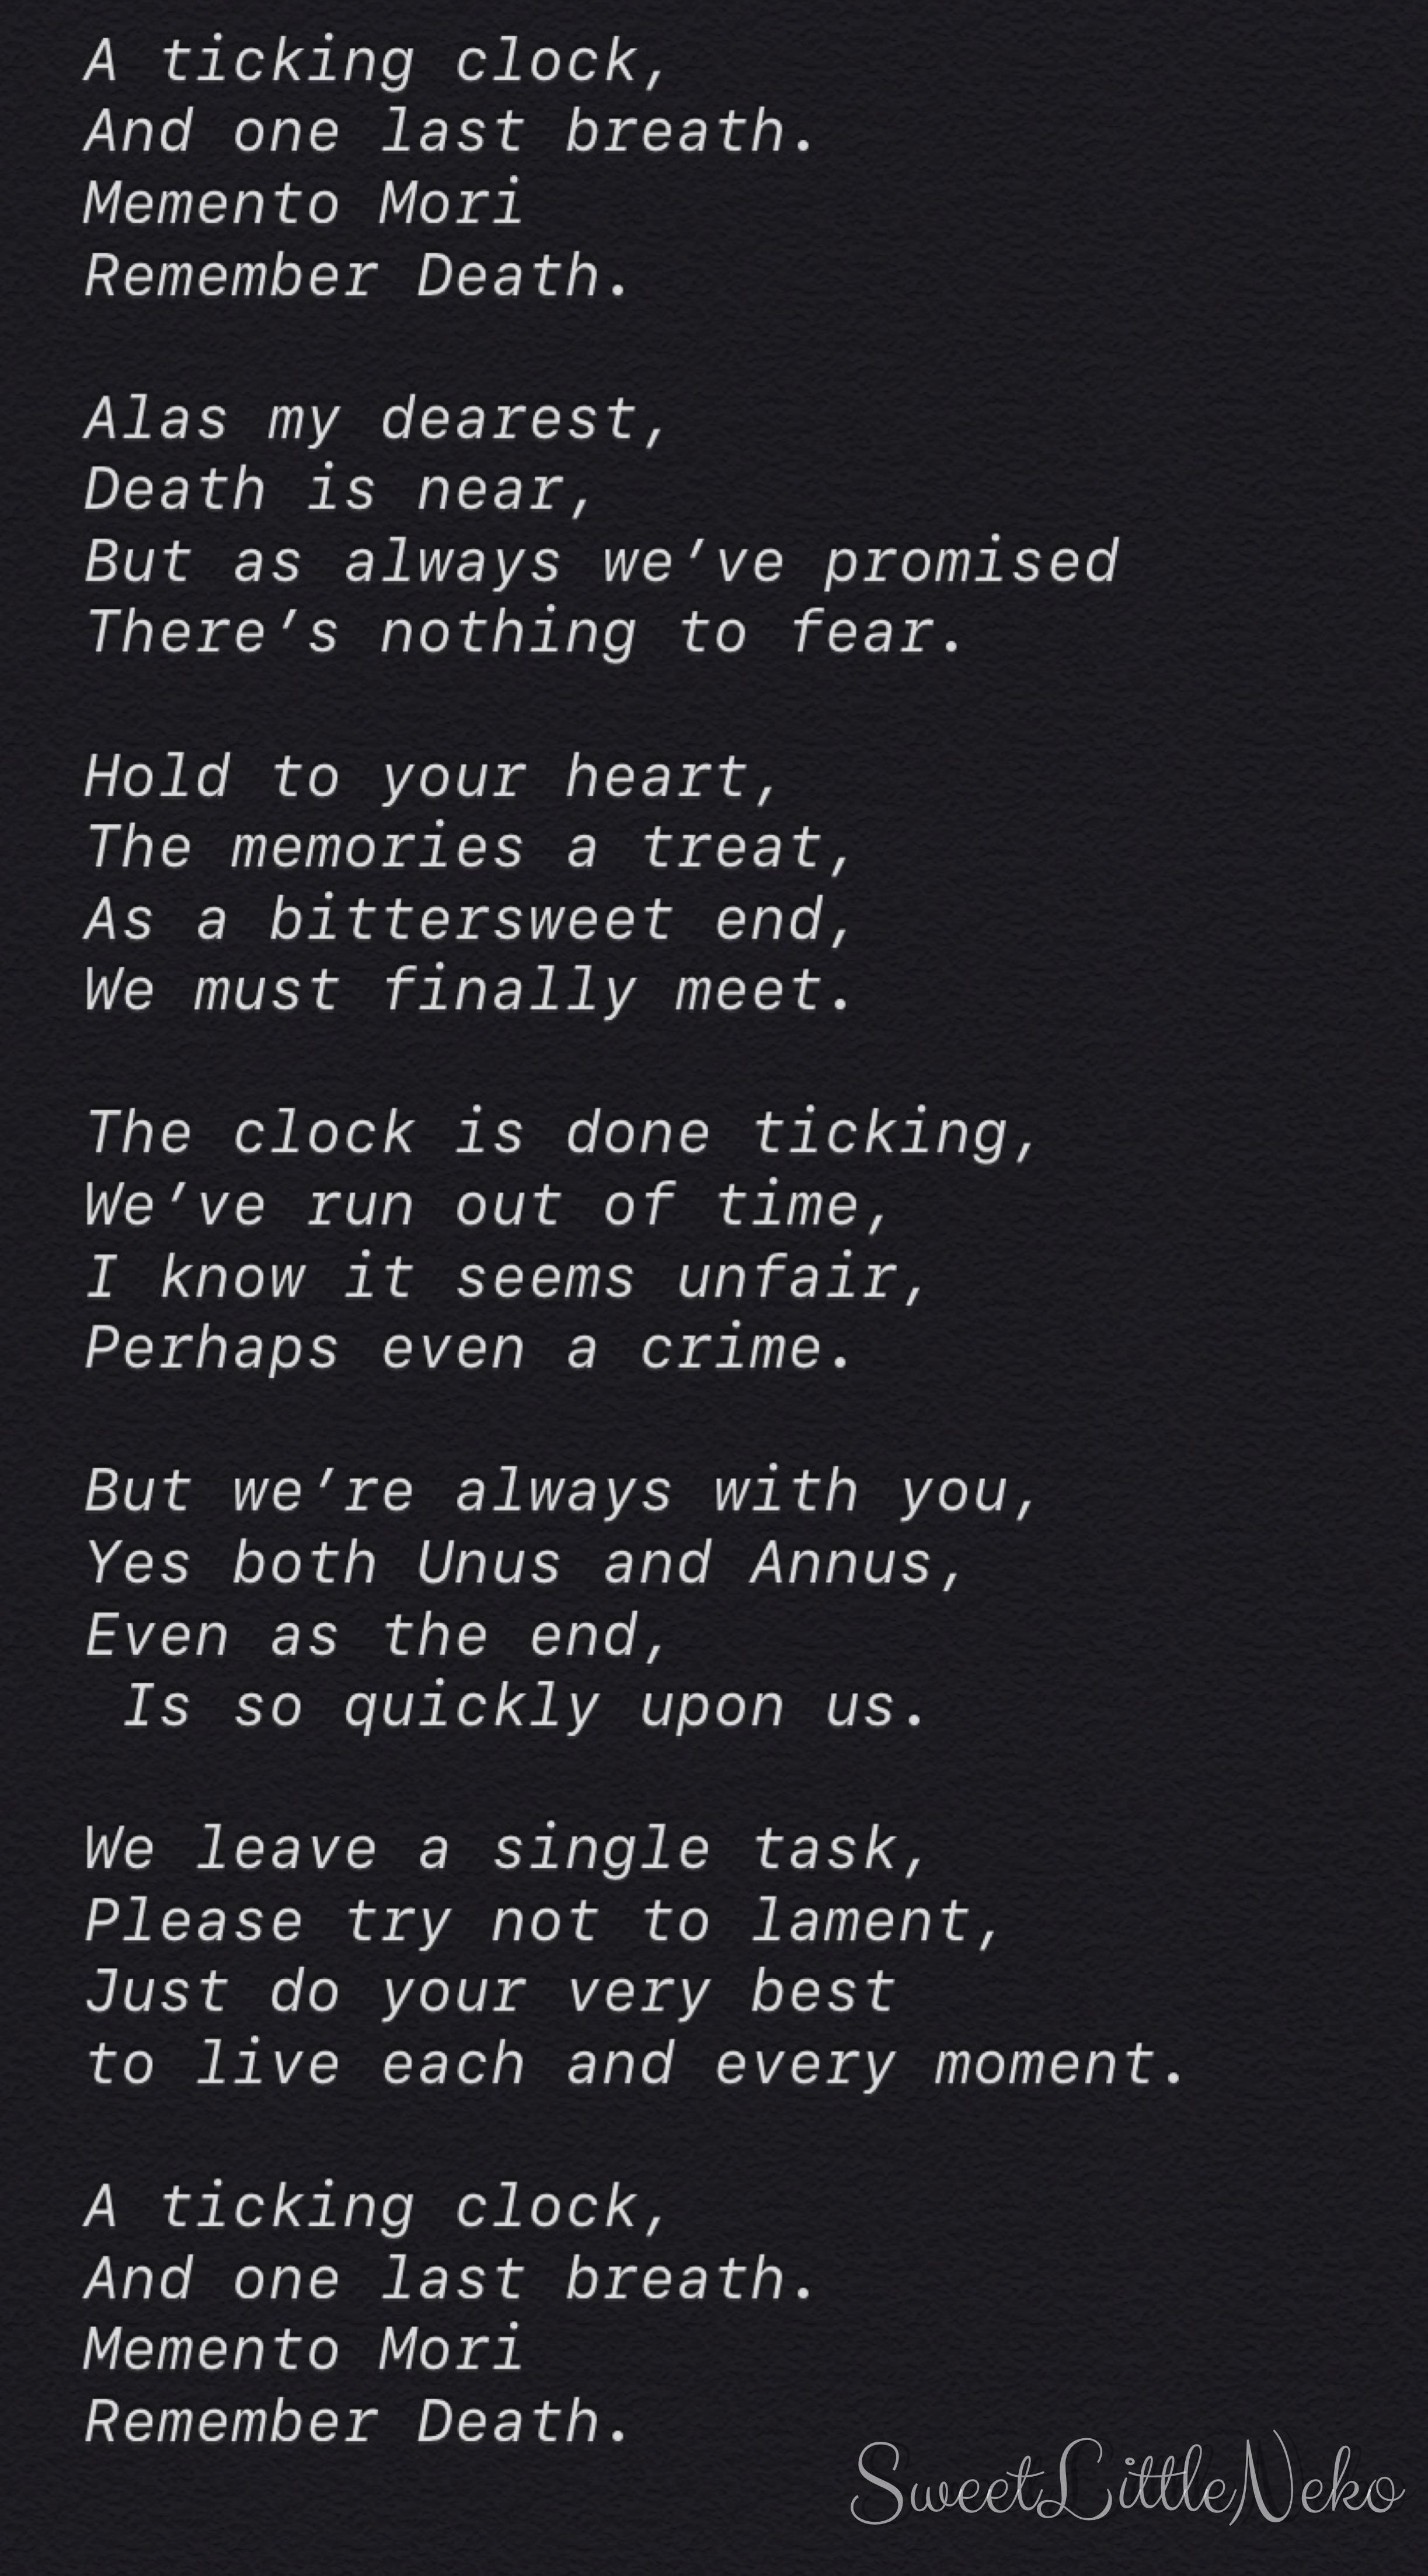 A ticking clock,
And one last breath.
Memento Mori
Remember Death.

Alas my dearest,
Death is near,
But as always we’ve promised
There’s nothing to fear.

Hold to your heart,
The memories a treat,
As a bittersweet end,
We must finally meet.

The clock is done ticking,
We’ve run out of time,
I know it seems unfair,
Perhaps even a crime.

But we’re always with you,
Yes both Unus and Annus,
Even as the end,
 Is so quickly upon us.

We leave a single task,
Please try not to lament,
Just do your very best
to live each and every moment.

A ticking clock,
And one last breath.
Memento Mori
Remember Death.
SweetLittleNeko